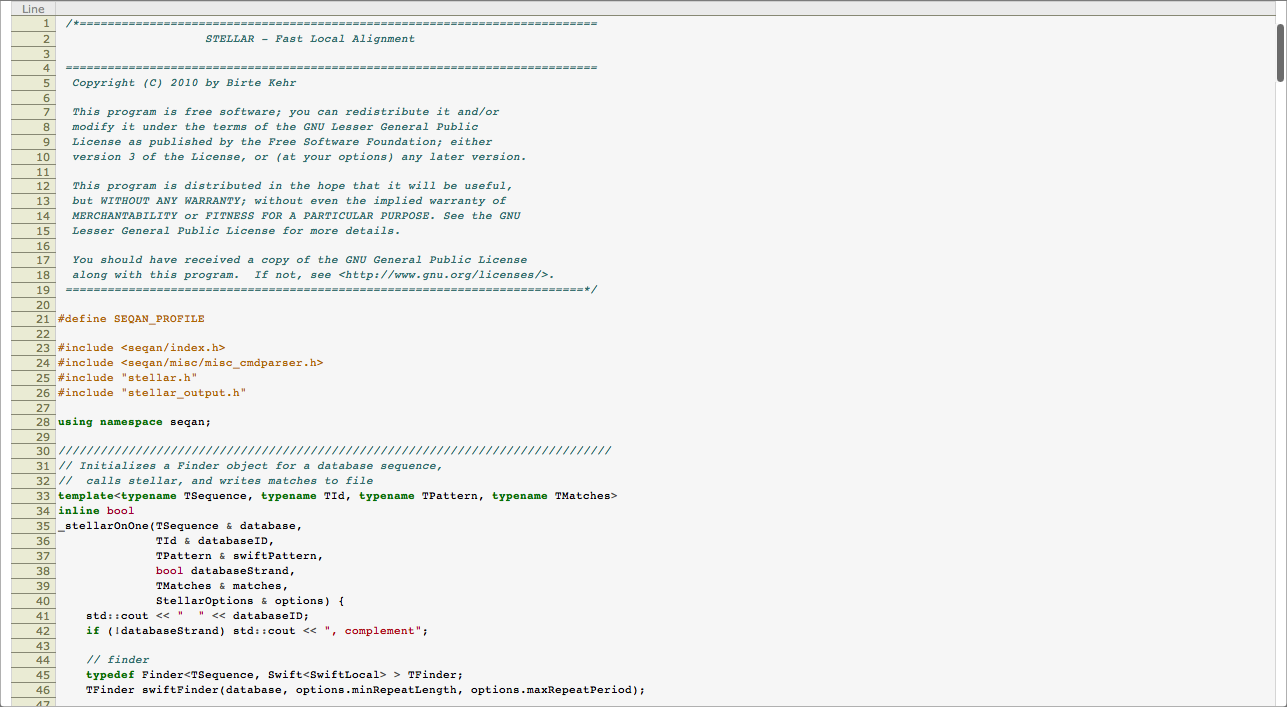 Line
1 /*==========================================================================
2                     STELLAR - Fast Local Alignment
3
4 ============================================================================
5  Copyright (C) 2010 by Birte Kehr
6
7  This program is free software; you can redistribute it and/or
8  modify it under the terms of the GNU Lesser General Public
9  License as published by the Free Software Foundation; either
10  version 3 of the License, or (at your options) any later version.
11
12  This program is distributed in the hope that it will be useful,
13  but WITHOUT ANY WARRANTY; without even the implied warranty of
14  MERCHANTABILITY or FITNESS FOR A PARTICULAR PURPOSE. See the GNU
15  Lesser General Public License for more details.
16
17  You should have received a copy of the GNU General Public License
18  along with this program.  If not, see <http://www.gnu.org/licenses/>.
19 ==========================================================================*/
20
21 #define SEQAN_PROFILE
22
23 #include <seqan/index.h>
24 #include <seqan/misc/misc_cmdparser.h>
25 #include "stellar.h"
26 #include "stellar_output.h"
27
28 using namespace seqan;
29
30 ///////////////////////////////////////////////////////////////////////////////
31 // Initializes a Finder object for a database sequence,
32 //  calls stellar, and writes matches to file
33 template<typename TSequence, typename TId, typename TPattern, typename TMatches>
34 inline bool
35 _stellarOnOne(TSequence & database,
36               TId & databaseID,
37               TPattern & swiftPattern,
38               bool databaseStrand,
39               TMatches & matches,
40               StellarOptions & options) {
41     std::cout << "  " << databaseID;
42     if (!databaseStrand) std::cout << ", complement";
43
44     // finder
45     typedef Finder<TSequence, Swift<SwiftLocal> > TFinder;
46     TFinder swiftFinder(database, options.minRepeatLength, options.maxRepeatPeriod);
47